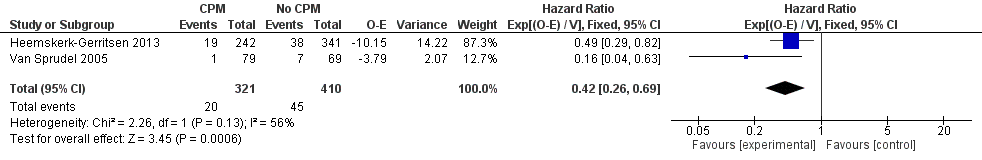 CPM No CPM Hazard Ratio Hazard Ratio
Study or Subgroup Events Total Events Total O-E Variance Weight Exp[(O-E) / V], Fixed, 95% CI Exp[(O-E) / V], Fixed, 95% CI
Heemskerk-Gerritsen 2013 19 242 38 341 -10.15 14.22 87.3% 0.49 [0.29, 0.82]
Van Sprudel 2005 1 79 7 69 -3.79 2.07 12.7% 0.16 [0.04, 0.63]
Total (95% CI) 321 410 100.0% 0.42 [0.26, 0.69]
Total events 20 45
Heterogeneity: Chi² = 2.26, df = 1 (P = 0.13); I² = 56%
Test for overall effect: Z = 3.45 (P = 0.0006)
0.05 0.2 1 5 20
Favours [experimental] Favours [control]